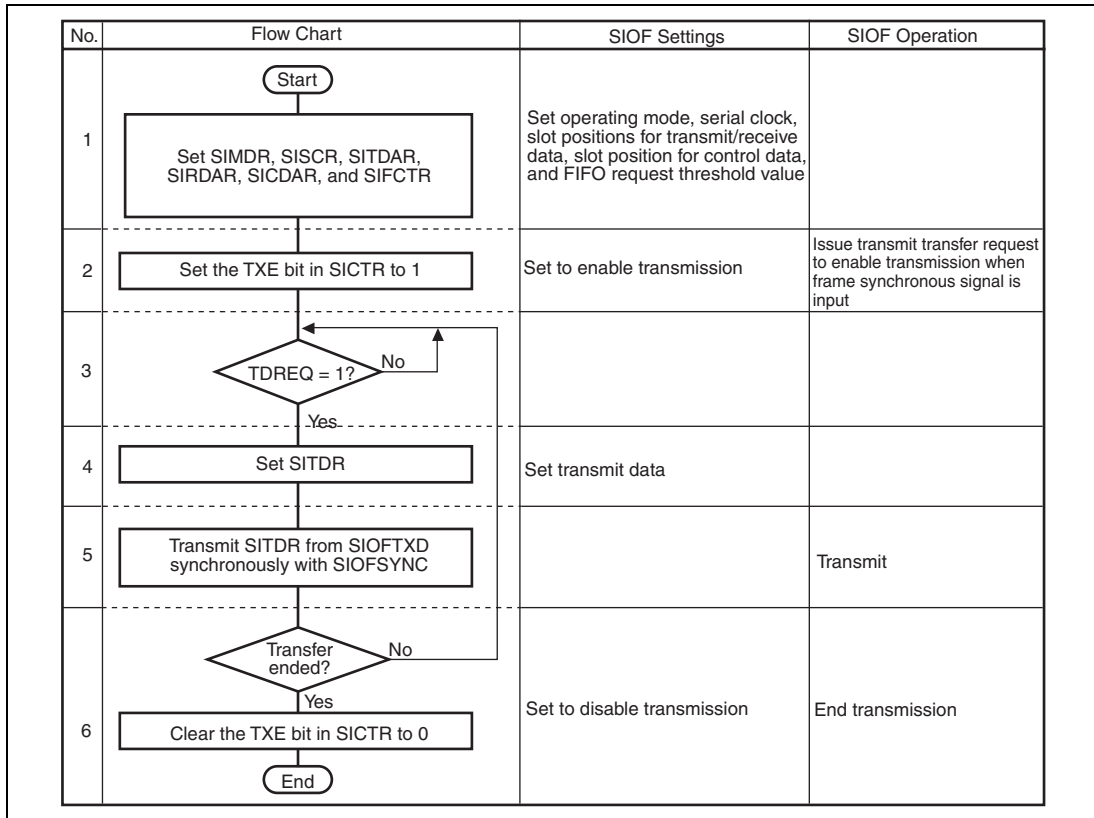 No.
Flow Chart
SIOF Settings
SIOF Operation
Start
1
Set SIMDR, SISCR, SITDAR,
SIRDAR, SICDAR, and SIFCTR
Set operating mode, serial clock,
slot positions for transmit/receive
data, slot position for control data,
and FIFO request threshold value
2
Set the TXE bit in SICTR to 1
Set to enable transmission
Issue transmit transfer request
to enable transmission when
frame synchronous signal is
input
3
TDREQ = 1?
No
Yes
4
Set SITDR
Set transmit data
5
Transmit SITDR from SIOFTXD
synchronously with SIOFSYNC
Transmit
Transfer
ended?
No
Yes
6
Clear the TXE bit in SICTR to 0
Set to disable transmission
End transmission
End